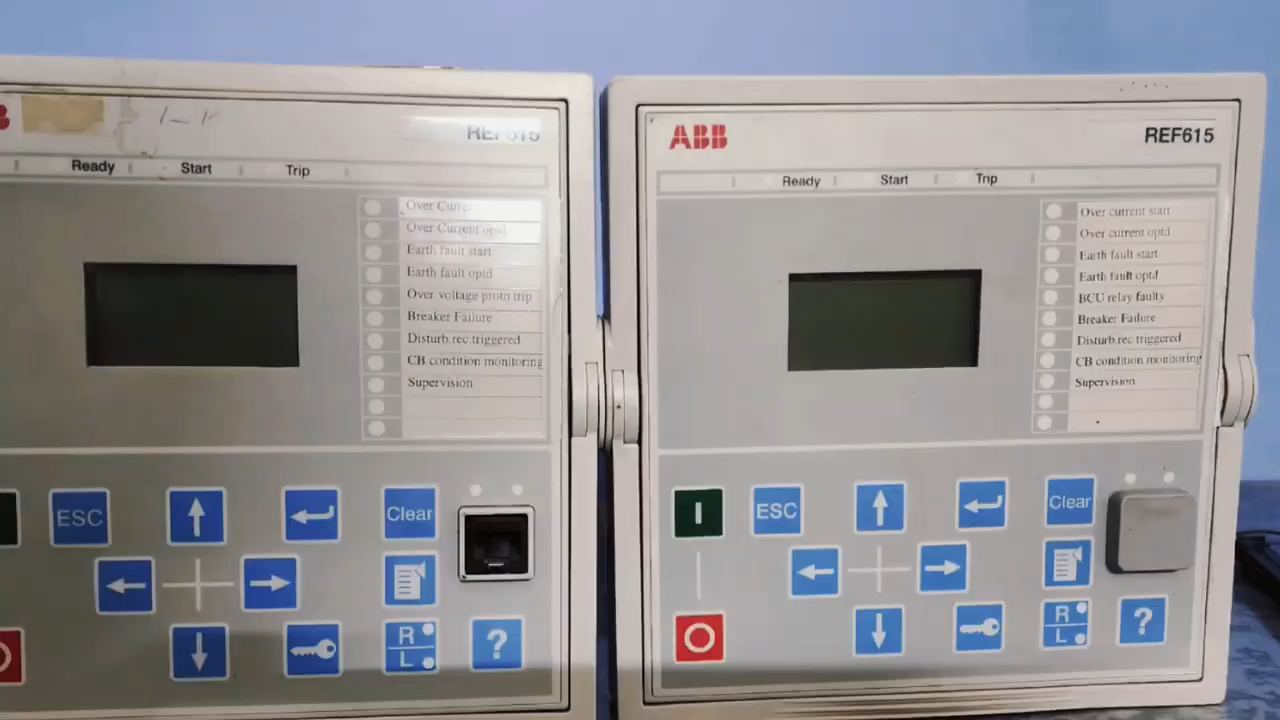 REF615
Ready Start Trip
Over
Over Current optd
Earth fault start
Earth fault optd
Over voltage protn trip
Breaker Failure
Disturb.rec.triggered
CB condition monitoring
Supervision
ESC
Clear
R
L
?
ABB
REF615
Ready Start Trip
Over current start
Over current optd
Earth fault start
Earth fault optd
BCU relay faulty
Breaker Failure
Disturb.rec.triggered
CB condition monitoring
Supervision
I
ESC
Clear
O
R
L
?